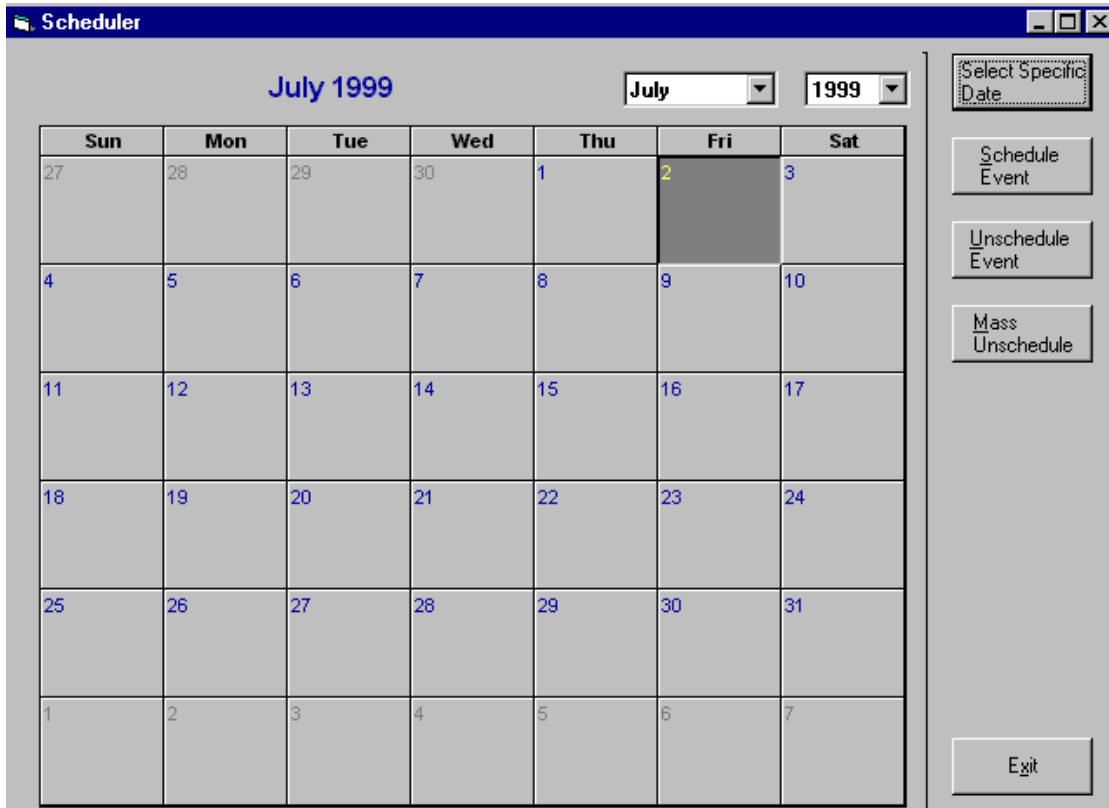 Scheduler
July 1999
July
1999
Select Specific
Date
Sun Mon Tue Wed Thu Fri Sat
27 28 29 30 1 2 3
4 5 6 7 8 9 10
11 12 13 14 15 16 17
18 19 20 21 22 23 24
25 26 27 28 29 30 31
1 2 3 4 5 6 7
Schedule
Event
Unschedule
Event
Mass
Unschedule
Exit